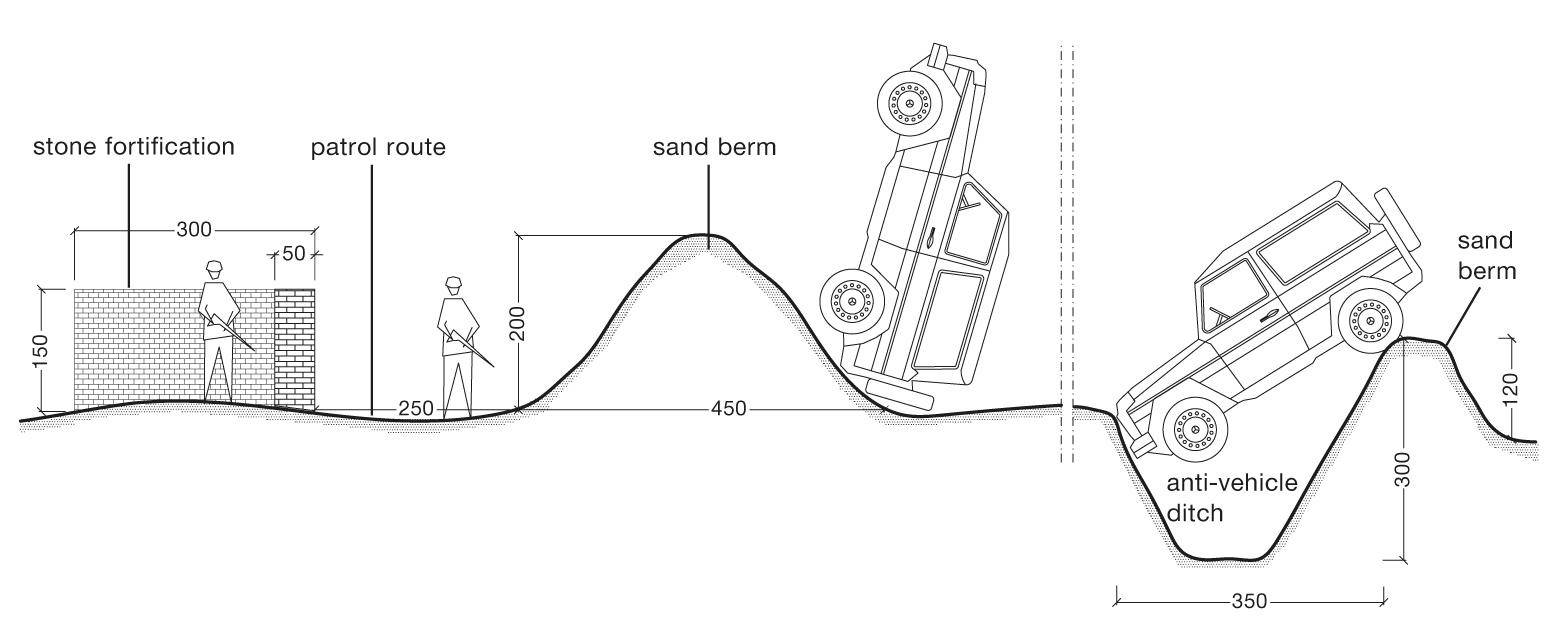 stone fortification
patrol route
sand berm
300
50
150
200
250
450
sand
berm
120
300
anti-vehicle
ditch
350